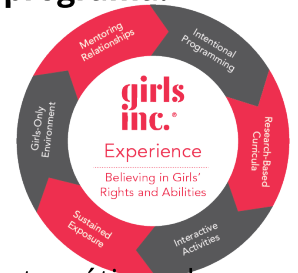 Mentoring
Relationships
Intentional
Programming
Research-Based
Curricula
Interactive
Activities
Sustained
Exposure
Girls-Only
Environment
girls
inc.®
Experience
Believing in Girls'
Rights and Abilities